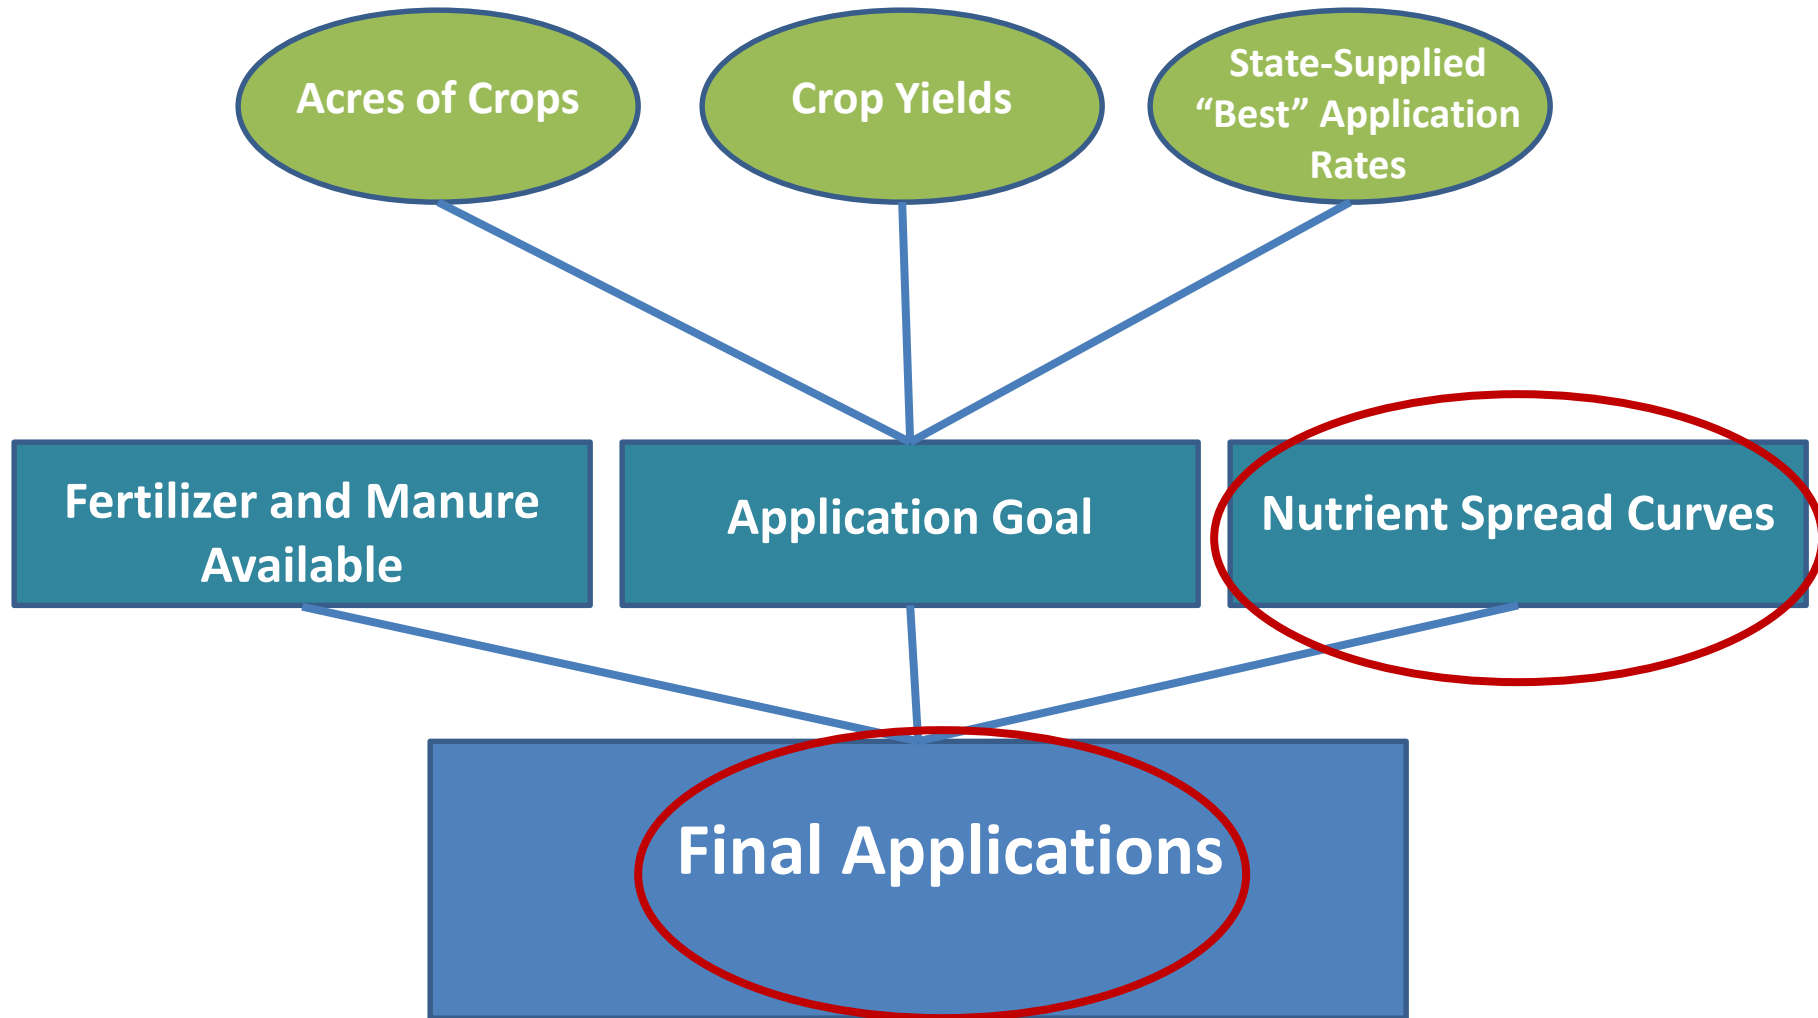 Acres of Crops
Crop Yields
State-Supplied
“Best” Application
Rates
Fertilizer and Manure
Available
Application Goal
Nutrient Spread Curves
Final Applications